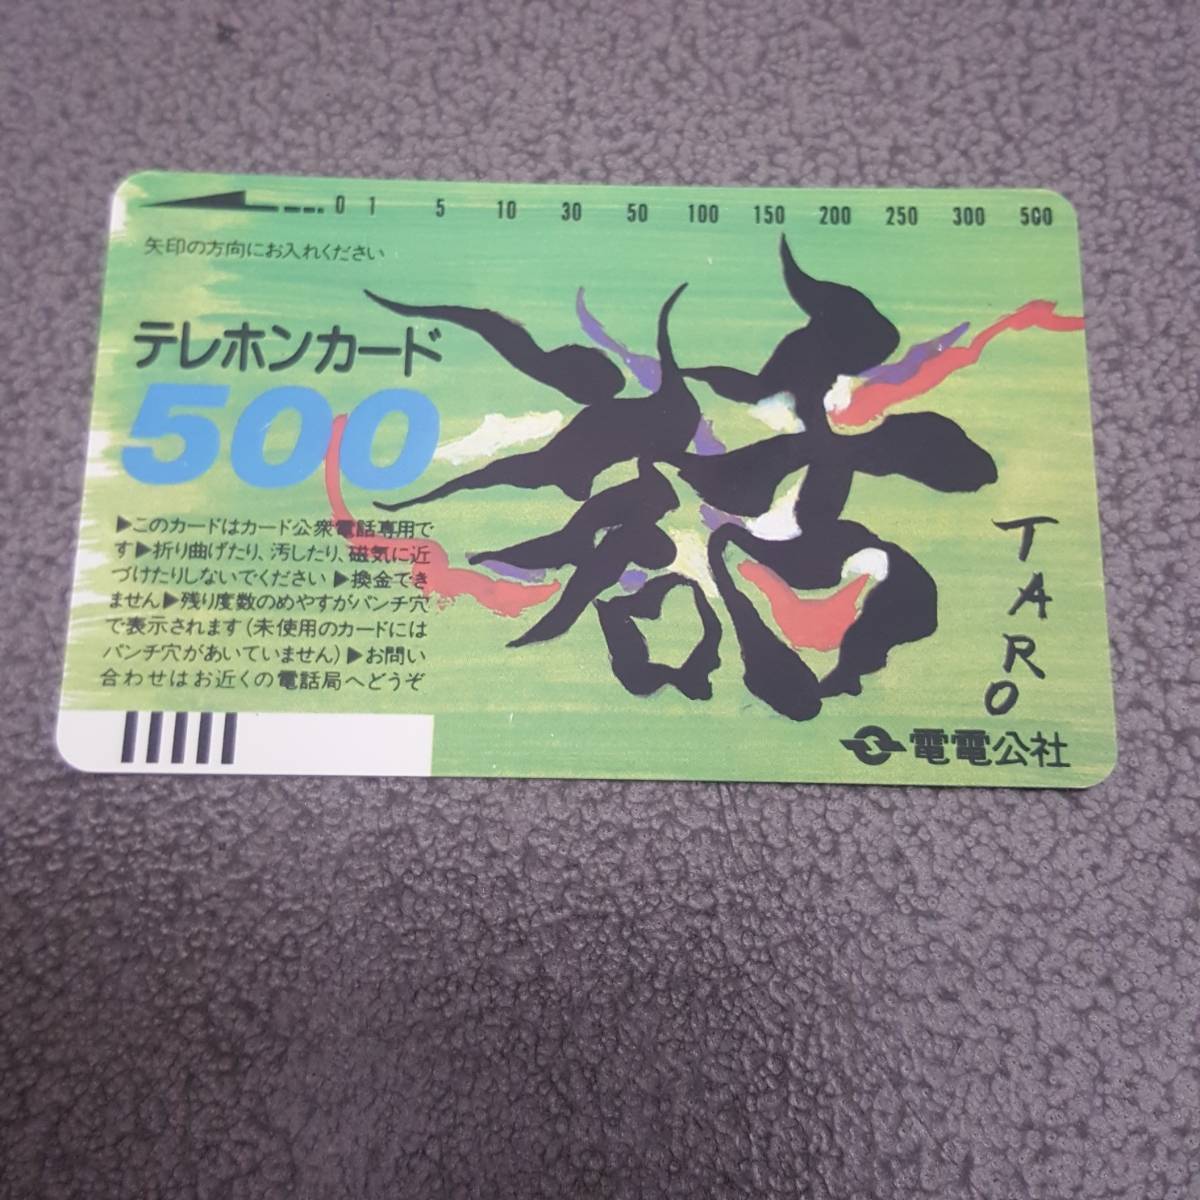 0 1 5 10 30 50 100 150 200 250 300 500
矢印の方向にお入れください
テレホンカード
500
▶このカードはカード公衆電話専用で
す▶折り曲げたり、汚したり、磁気に近
づけたりしないでください▶換金でき
ません▶残り度数のめやすがパンチ穴
で表示されます(未使用のカードには
パンチ穴があいていません)▶お問い
合わせはお近くの電話局へどうぞ
話
TARO
電電公社